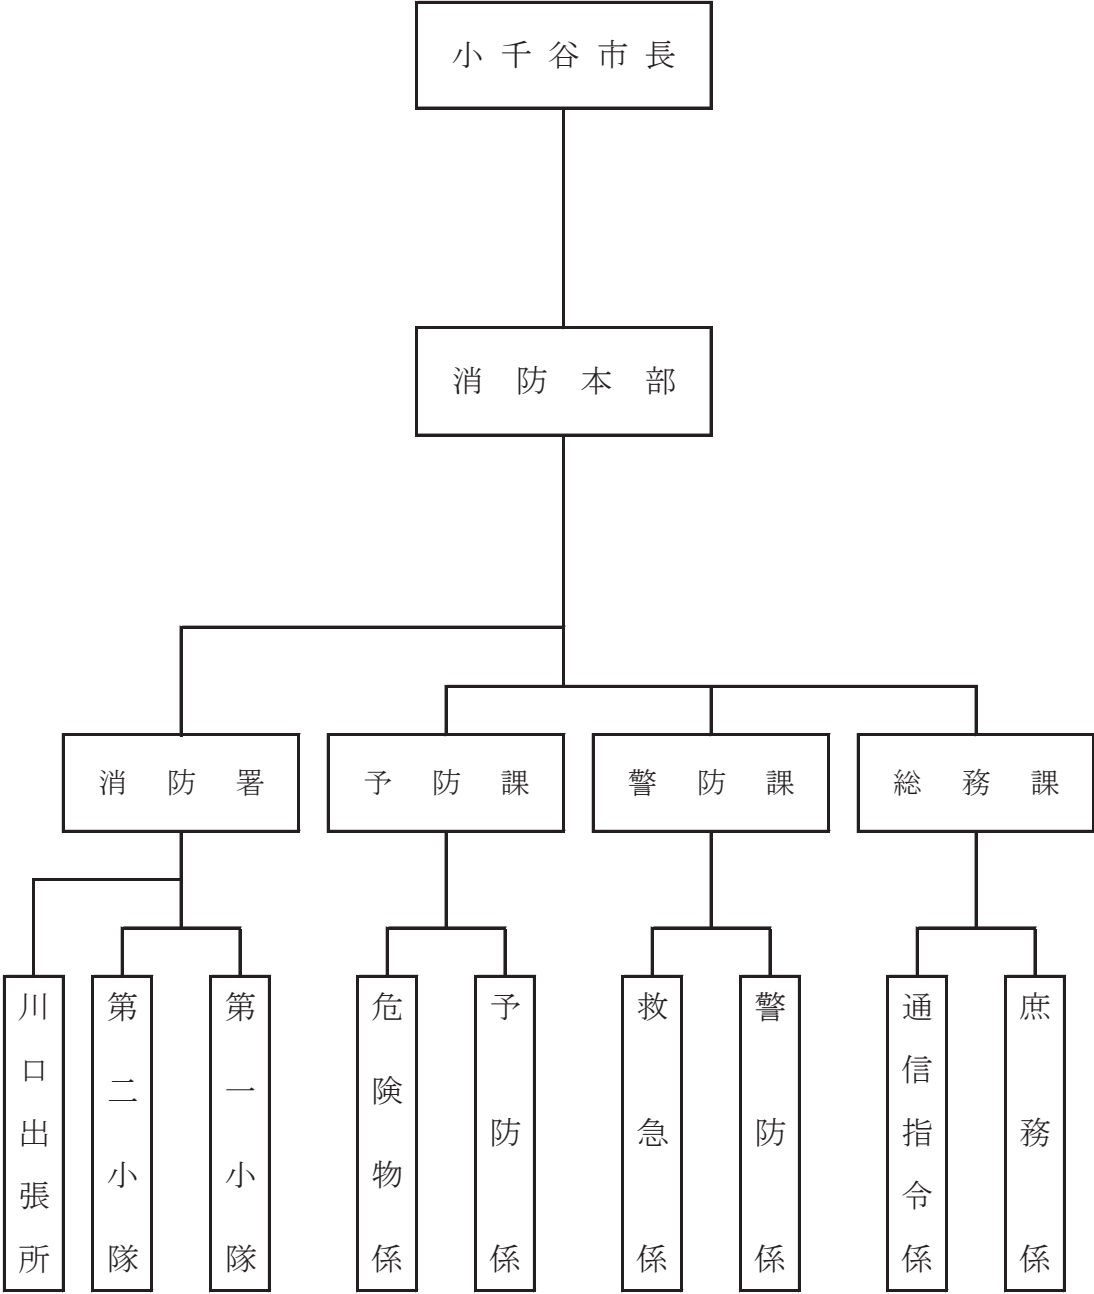 小千谷市長
消防本部
消防署
予防課
警防課
総務課
川口出張所
第二小隊
第一小隊
危険物係
予防係
救急係
警防係
通信指令係
庶務係